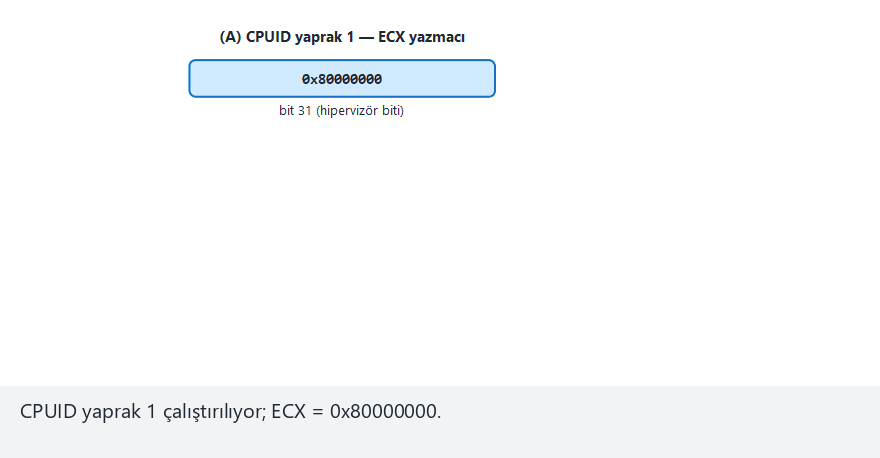 (A) CPUID yaprak 1 — ECX yazmacı
0x80000000
bit 31 (hipervizör biti)
CPUID yaprak 1 çalıştırılıyor; ECX = 0x80000000.